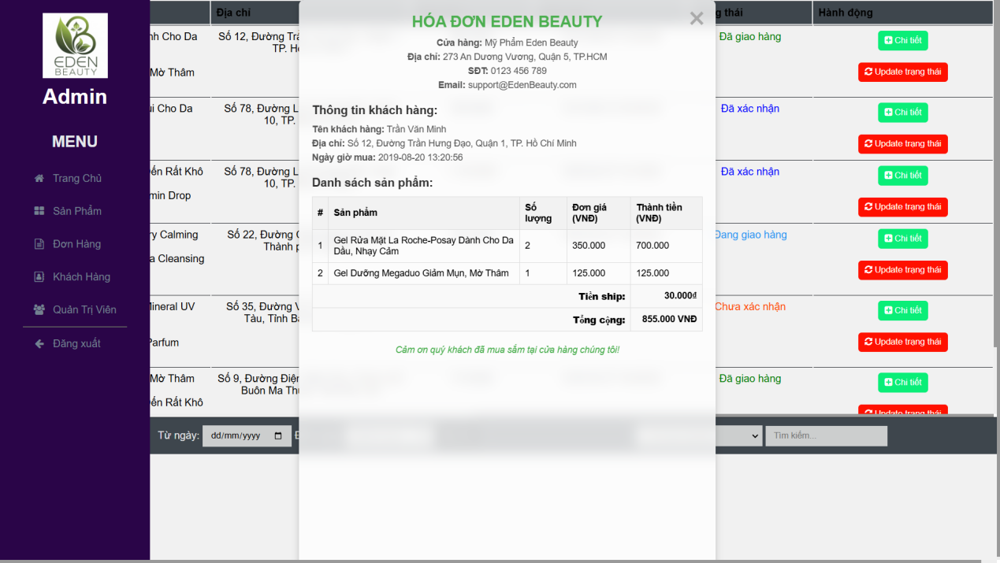 EDEN
BEAUTY
Admin
MENU
Trang Chủ
Sản Phẩm
Đơn Hàng
Khách Hàng
Quản Trị Viên
Đăng xuất
Địa chỉ
g thái
Hành động
nh Cho Da
Mờ Thâm
Số 12, Đường Trầ
TP. H
Đã giao hàng
Chi tiết
Update trạng thái
ùi Cho Da
Số 78, Đường L
10, TP.
Đã xác nhận
Chi tiết
Update trạng thái
ến Rất Khô
min Drop
Số 78, Đường L
10, TP.
Đã xác nhận
Chi tiết
Update trạng thái
ry Calming
a Cleansing
Số 22, Đường
Thành p
Đang giao hàng
Chi tiết
Update trạng thái
ineral UV
Parfum
Số 35, Đường V
Tàu, Tỉnh B
Chưa xác nhận
Chi tiết
Update trạng thái
Mờ Thâm
ến Rất Khô
Số 9, Đường Điện
Buôn Ma Th
Đã giao hàng
Chi tiết
Update trạng thái
Từ ngày:
dd/mm/yyyy
Tìm kiếm...
HÓA ĐƠN EDEN BEAUTY
×
Cửa hàng: Mỹ Phẩm Eden Beauty
Địa chỉ: 273 An Dương Vương, Quận 5, TP.HCM
SĐT: 0123 456 789
Email: support@EdenBeauty.com
Thông tin khách hàng:
Tên khách hàng: Trần Văn Minh
Địa chỉ: Số 12, Đường Trần Hưng Đạo, Quận 1, TP. Hồ Chí Minh
Ngày giờ mua: 2019-08-20 13:20:56
Danh sách sản phẩm:
# Sản phẩm Số lượng Đơn giá (VNĐ) Thành tiền (VNĐ)
1 Gel Rửa Mặt La Roche-Posay Dành Cho Da Dầu, Nhạy Cảm 2 350.000 700.000
2 Gel Dưỡng Megaduo Giảm Mụn, Mờ Thâm 1 125.000 125.000
Tiền ship: 30.000₫
Tổng cộng: 855.000 VNĐ
Cảm ơn quý khách đã mua sắm tại cửa hàng chúng tôi!